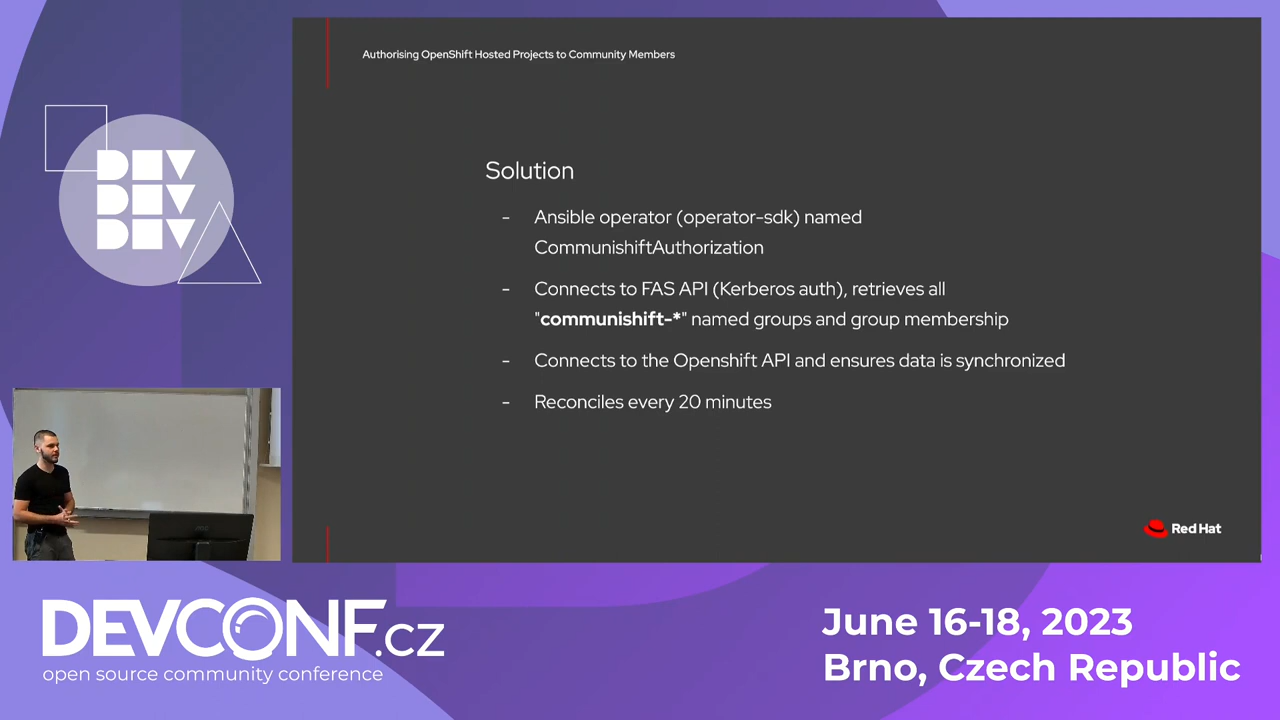 Authorising OpenShift Hosted Projects to Community Members
Solution
- Ansible operator (operator-sdk) named
CommunishiftAuthorization
- Connects to FAS API (Kerberos auth), retrieves all
"communishift-*" named groups and group membership
- Connects to the Openshift API and ensures data is synchronized
- Reconciles every 20 minutes
Red Hat
DEV
DEV
DEV
DEVCONF.cz
open source community conference
June 16-18, 2023
Brno, Czech Republic